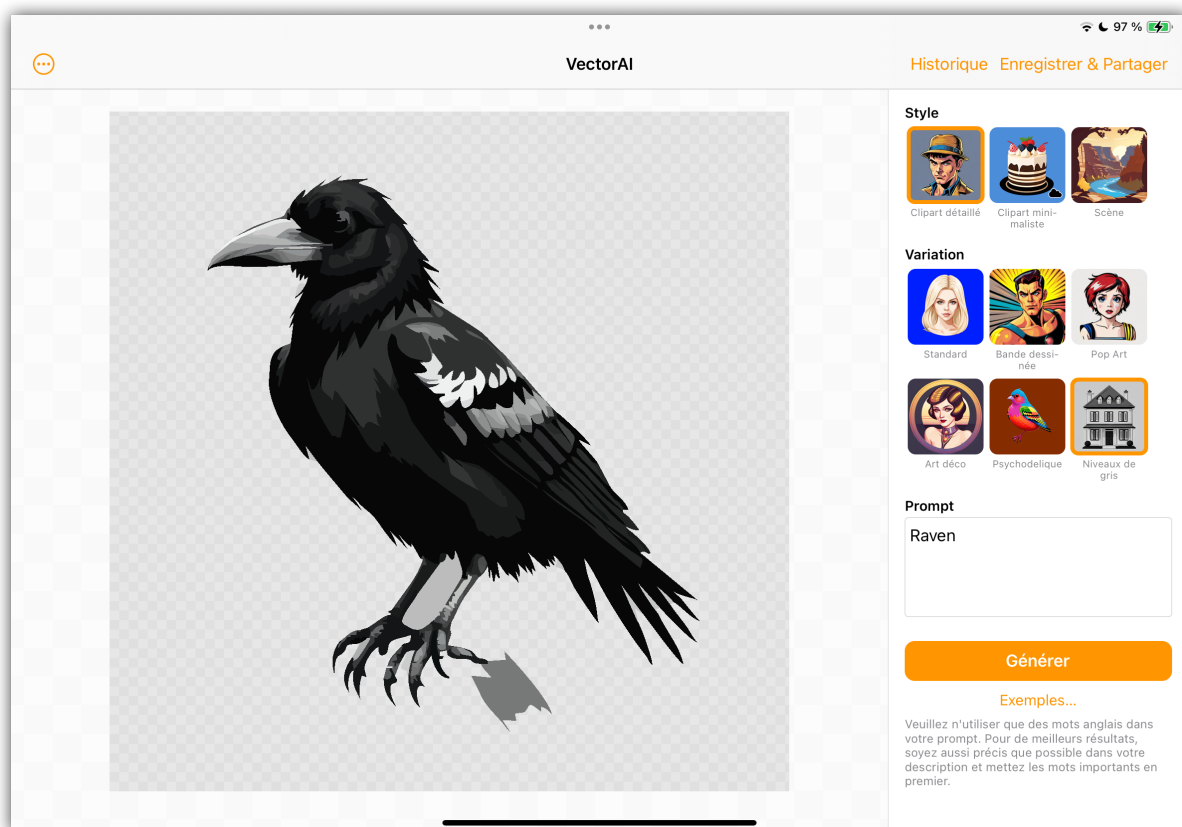 97 %
VectorAI
Historique
Enregistrer & Partager
Style
Clipart détaillé
Clipart mini-
maliste
Scène
Variation
Standard
Bande dessi-
née
Pop Art
Art déco
Psychodelique
Niveaux de
gris
Prompt
Raven
Générer
Exemples...
Veuillez n'utiliser que des mots anglais dans
votre prompt. Pour de meilleurs résultats,
soyez aussi précis que possible dans votre
description et mettez les mots importants en
premier.